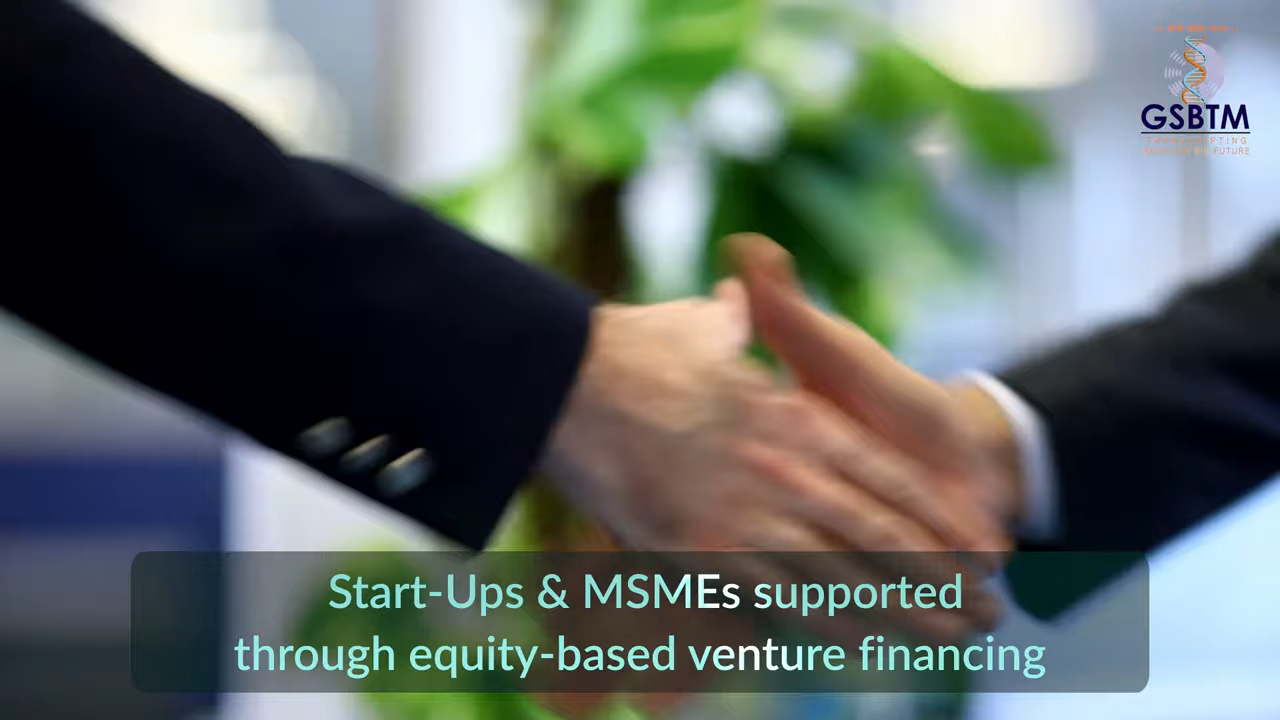 GSBTM
Start-Ups & MSMEs supported
through equity-based venture financing